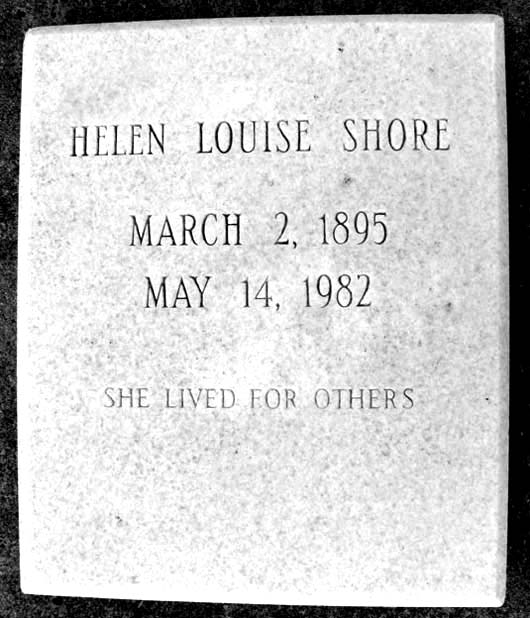 HELEN LOUISE SHORE
MARCH 2, 1895
MAY 14, 1982
SHE LIVED FOR OTHERS